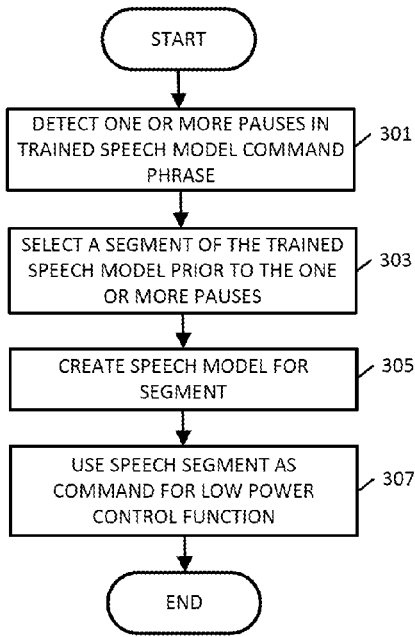 START
DETECT ONE OR MORE PAUSES IN
TRAINED SPEECH MODEL COMMAND
PHRASE
301
SELECT A SEGMENT OF THE TRAINED
SPEECH MODEL PRIOR TO THE ONE
OR MORE PAUSES
303
CREATE SPEECH MODEL FOR
SEGMENT
305
USE SPEECH SEGMENT AS
COMMAND FOR LOW POWER
CONTROL FUNCTION
307
END